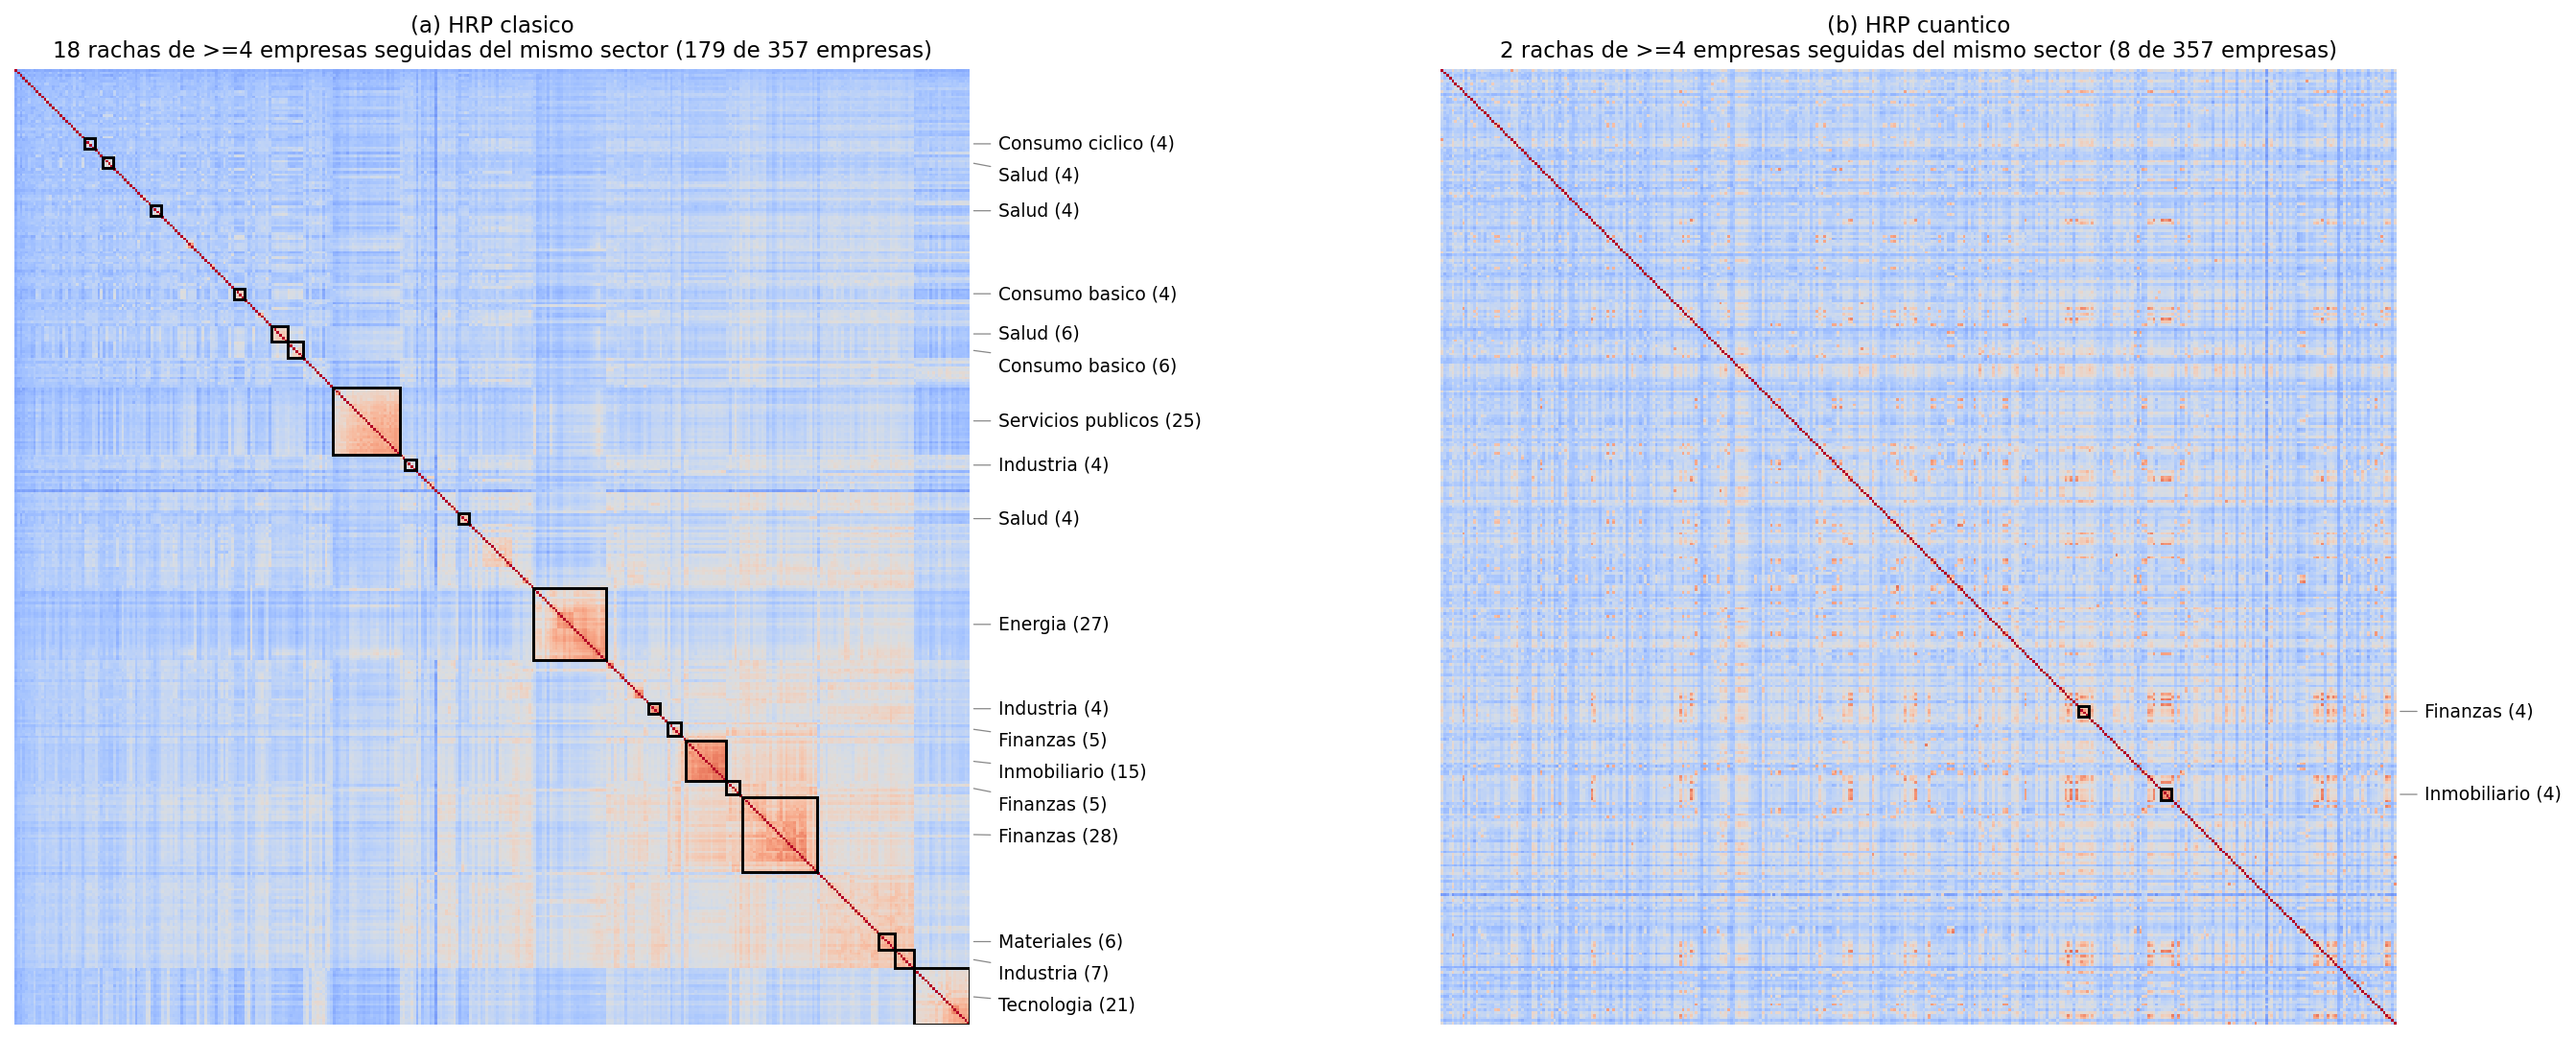 (a) HRP clasico
18 rachas de >=4 empresas seguidas del mismo sector (179 de 357 empresas)
Consumo ciclico (4)
Salud (4)
Salud (4)
Consumo basico (4)
Salud (6)
Consumo basico (6)
Servicios publicos (25)
Industria (4)
Salud (4)
Energia (27)
Industria (4)
Finanzas (5)
Inmobiliario (15)
Finanzas (5)
Finanzas (28)
Materiales (6)
Industria (7)
Tecnologia (21)
(b) HRP cuantico
2 rachas de >=4 empresas seguidas del mismo sector (8 de 357 empresas)
Finanzas (4)
Inmobiliario (4)